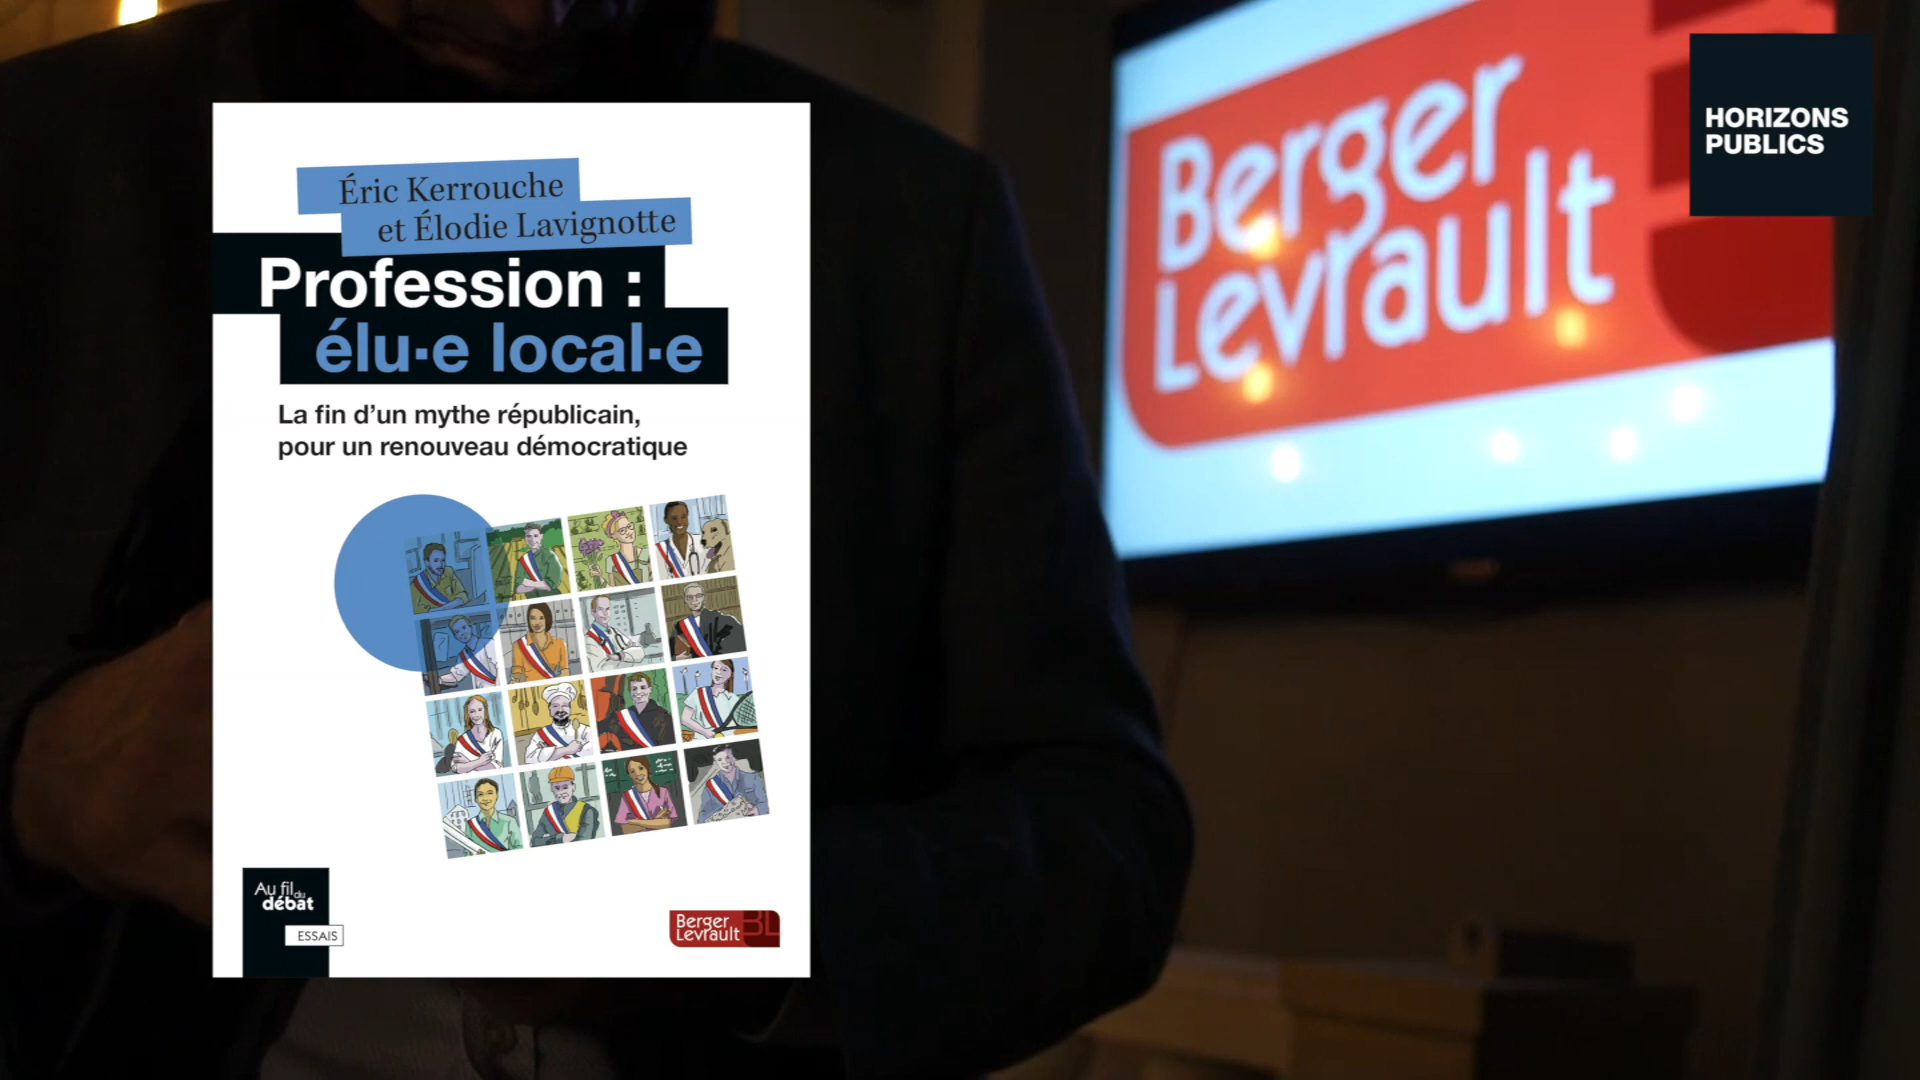 Éric Kerrouche
et Élodie Lavignotte
Profession :
élu·e local·e
La fin d’un mythe républicain,
pour un renouveau démocratique
Au fil du
débat
ESSAIS
Berger
Levrault
BL
Berger
Levrault
HORIZONS
PUBLICS